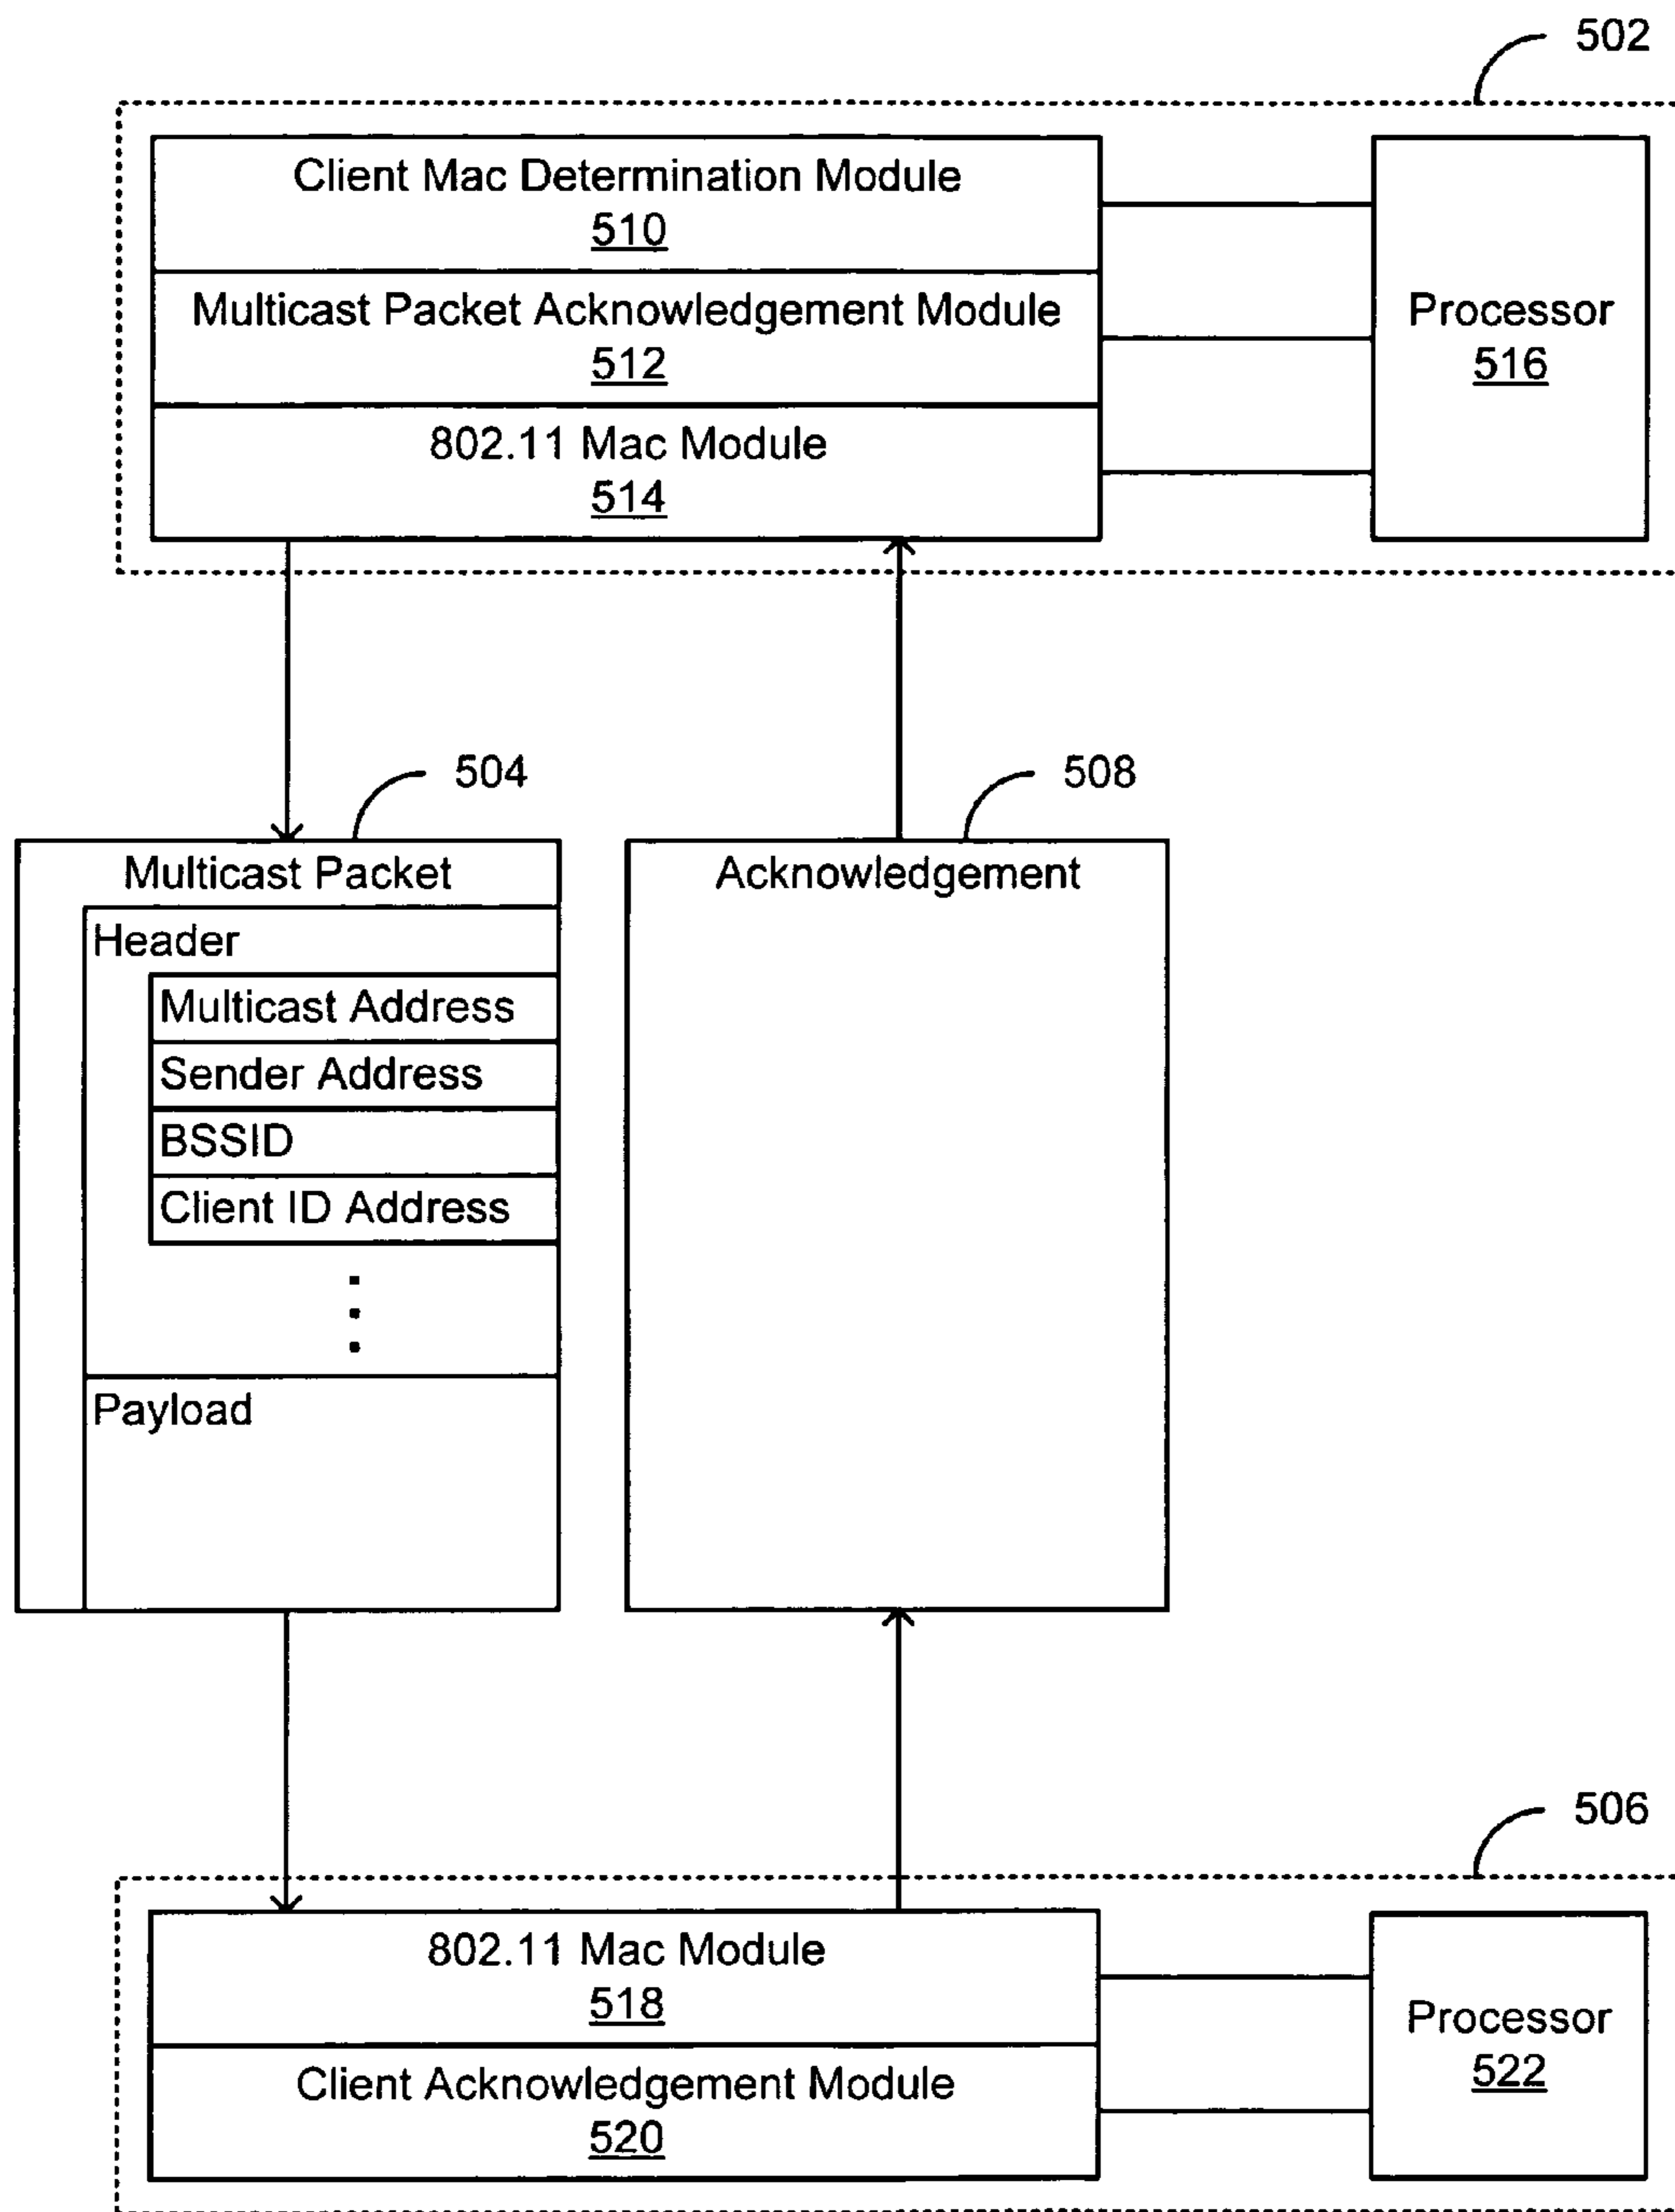 502
Client Mac Determination Module
510
Multicast Packet Acknowledgement Module
512
802.11 Mac Module
514
Processor
516
504
508
Multicast Packet
Header
Multicast Address
Sender Address
BSSID
Client ID Address
Payload
Acknowledgement
506
802.11 Mac Module
518
Client Acknowledgement Module
520
Processor
522